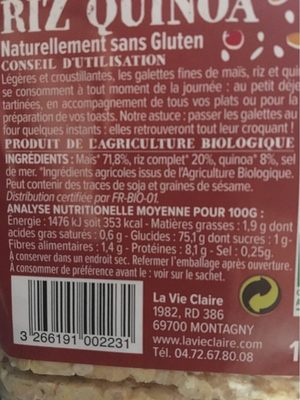 RIZ QUINOA
Naturellement sans Gluten
CONSEIL D'UTILISATION
Légères et croustillantes, les galettes fines de maïs, riz et qui
se consomment à tout moment de la journée : au petit déje
tartinées, en accompagnement de tous vos plats ou pour la
préparation de vos toasts. Notre astuce : passer les galettes au
four quelques instants : elles retrouveront tout leur croquant !
PRODUIT DE L'AGRICULTURE BIOLOGIQUE
INGRÉDIENTS : Maïs* 71,8%, riz complet* 20%, quinoa* 8%, sel
de mer. *Ingrédients agricoles issus de l'Agriculture Biologique.
Peut contenir des traces de soja et graines de sésame.
Distribution certifiée par FR-BIO-01.
ANALYSE NUTRITIONELLE MOYENNE POUR 100G :
Énergie : 1476 kJ soit 353 kcal - Matières grasses : 1,9 g dont
acides gras saturés : 0,6 g - Glucides : 75,1 g dont sucres : 1 g-
Fibres alimentaires : 1,4 g - Protéines : 8,1 g - Sel : 0,25g.
A conserver dans un endroit sec. Refermer l'emballage après ouverture.
A consommer de préférence avant le : voir sur le sachet.
La Vie Claire
1982, RD 386
69700 MONTAGNY
www.lavieclaire.com
Tél. 04.72.67.80.08
3 266191 002231